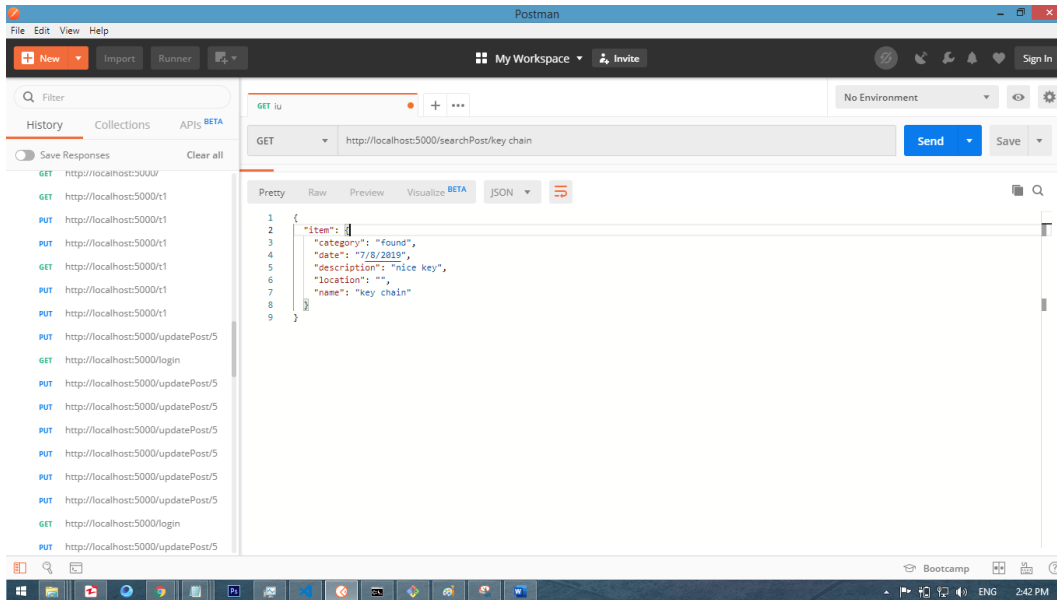 Postman
File Edit View Help
New Import Runner My Workspace Invite Sign In
Filter
History Collections APIs BETA
Save Responses Clear all
GET http://localhost:5000/
GET http://localhost:5000/t1
PUT http://localhost:5000/t1
PUT http://localhost:5000/t1
GET http://localhost:5000/t1
PUT http://localhost:5000/t1
PUT http://localhost:5000/t1
PUT http://localhost:5000/updatePost/5
GET http://localhost:5000/login
PUT http://localhost:5000/updatePost/5
PUT http://localhost:5000/updatePost/5
PUT http://localhost:5000/updatePost/5
PUT http://localhost:5000/updatePost/5
PUT http://localhost:5000/updatePost/5
PUT http://localhost:5000/updatePost/5
GET http://localhost:5000/login
PUT http://localhost:5000/updatePost/5
GET iu
No Environment
GET http://localhost:5000/searchPost/key chain Send Save
Pretty Raw Preview Visualize BETA JSON
1 {
2 "item": {
3 "category": "found",
4 "date": "7/8/2019",
5 "description": "nice key",
6 "location": "",
7 "name": "key chain"
8 }
9 }
Bootcamp
Ps
ENG 2:42 PM